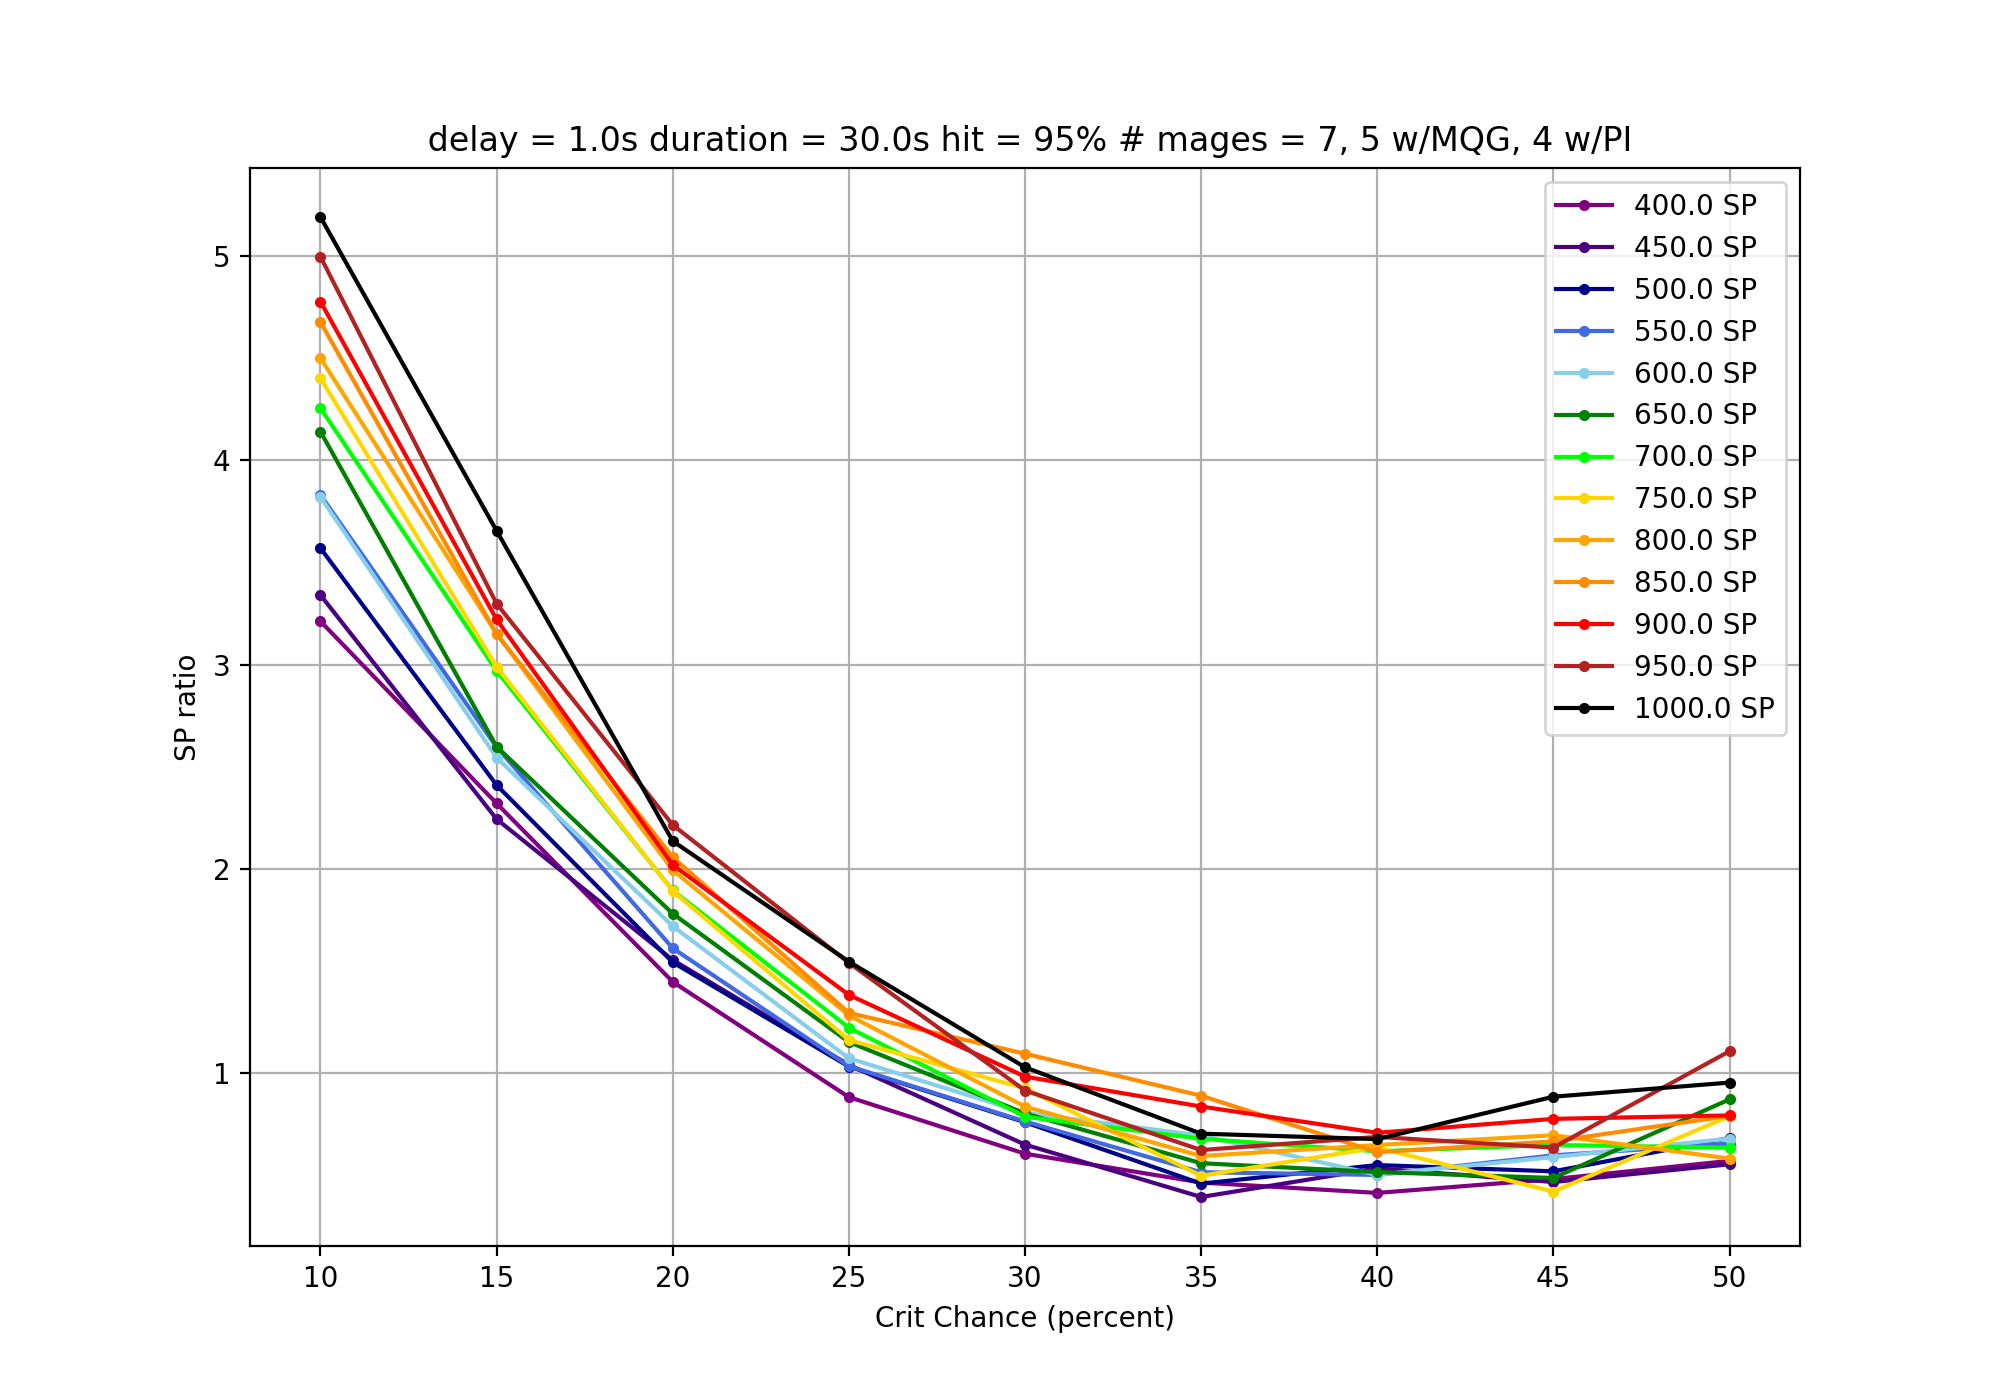 delay = 1.0s duration = 30.0s hit = 95% # mages = 7, 5 w/MQG, 4 w/PI
400.0 SP
450.0 SP
500.0 SP
550.0 SP
600.0 SP
650.0 SP
700.0 SP
750.0 SP
800.0 SP
850.0 SP
900.0 SP
950.0 SP
1000.0 SP
5
4
3
2
1
SP ratio
10 15 20 25 30 35 40 45 50
Crit Chance (percent)